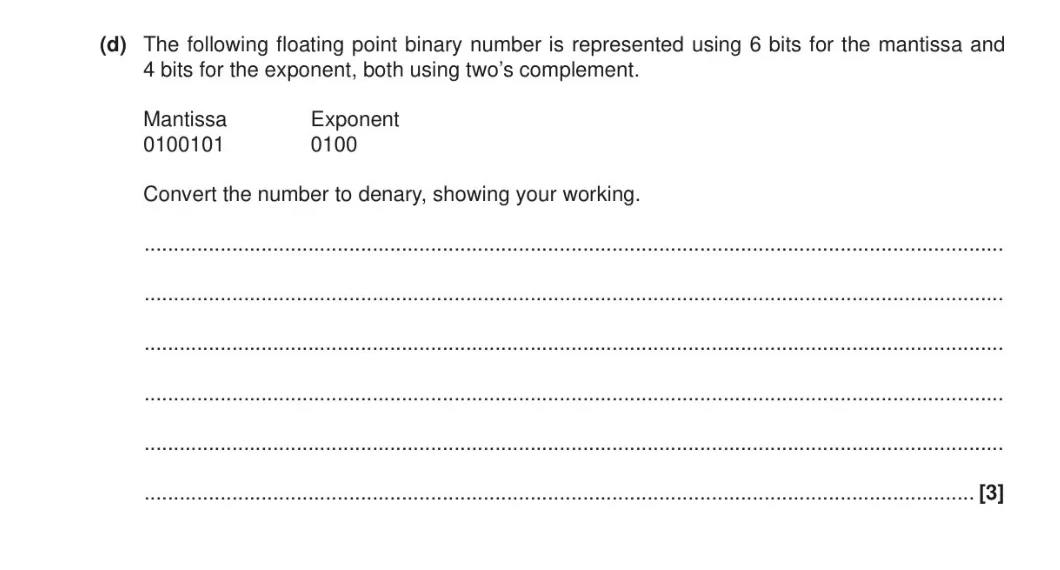 (d) The following floating point binary number is represented using 6 bits for the mantissa and
4 bits for the exponent, both using two's complement.
Mantissa Exponent
0100101 0100
Convert the number to denary, showing your working.
..........................................................................................
..........................................................................................
..........................................................................................
..........................................................................................
..........................................................................................
.......................................................................................... [3]